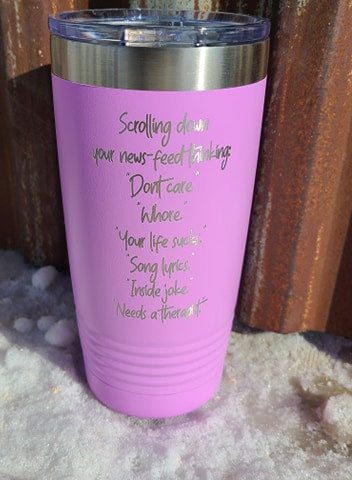 Scrolling down
your news-feed thinking:
"Dont care."
"Whore."
"Your life sucks."
"Song lyrics."
"Inside joke."
"Needs a therapist."